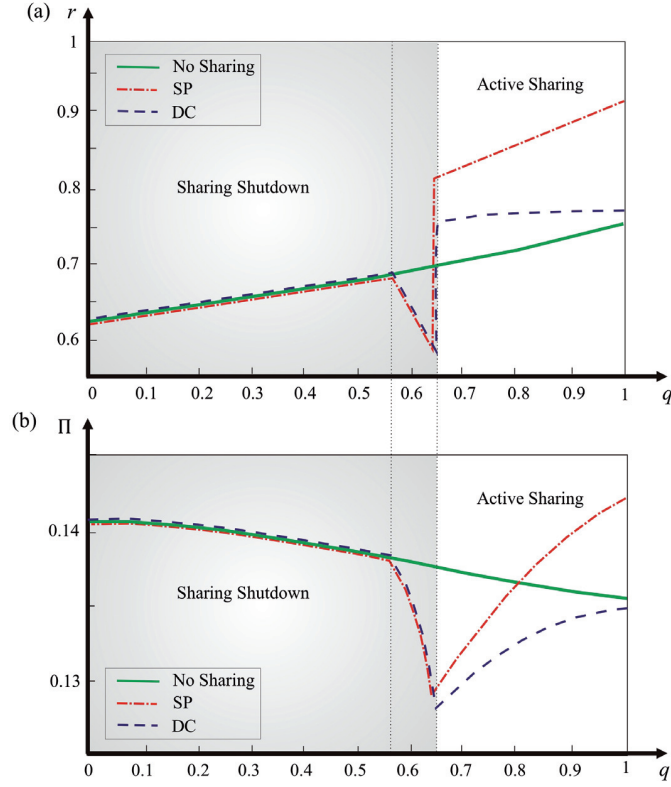 (a)
r
1
No Sharing
SP
DC
Active Sharing
0.9
Sharing Shutdown
0.8
0.7
0.6
0 0.1 0.2 0.3 0.4 0.5 0.6 0.7 0.8 0.9 1 q
(b)
Π
Active Sharing
0.14
Sharing Shutdown
0.13
No Sharing
SP
DC
0 0.1 0.2 0.3 0.4 0.5 0.6 0.7 0.8 0.9 1 q